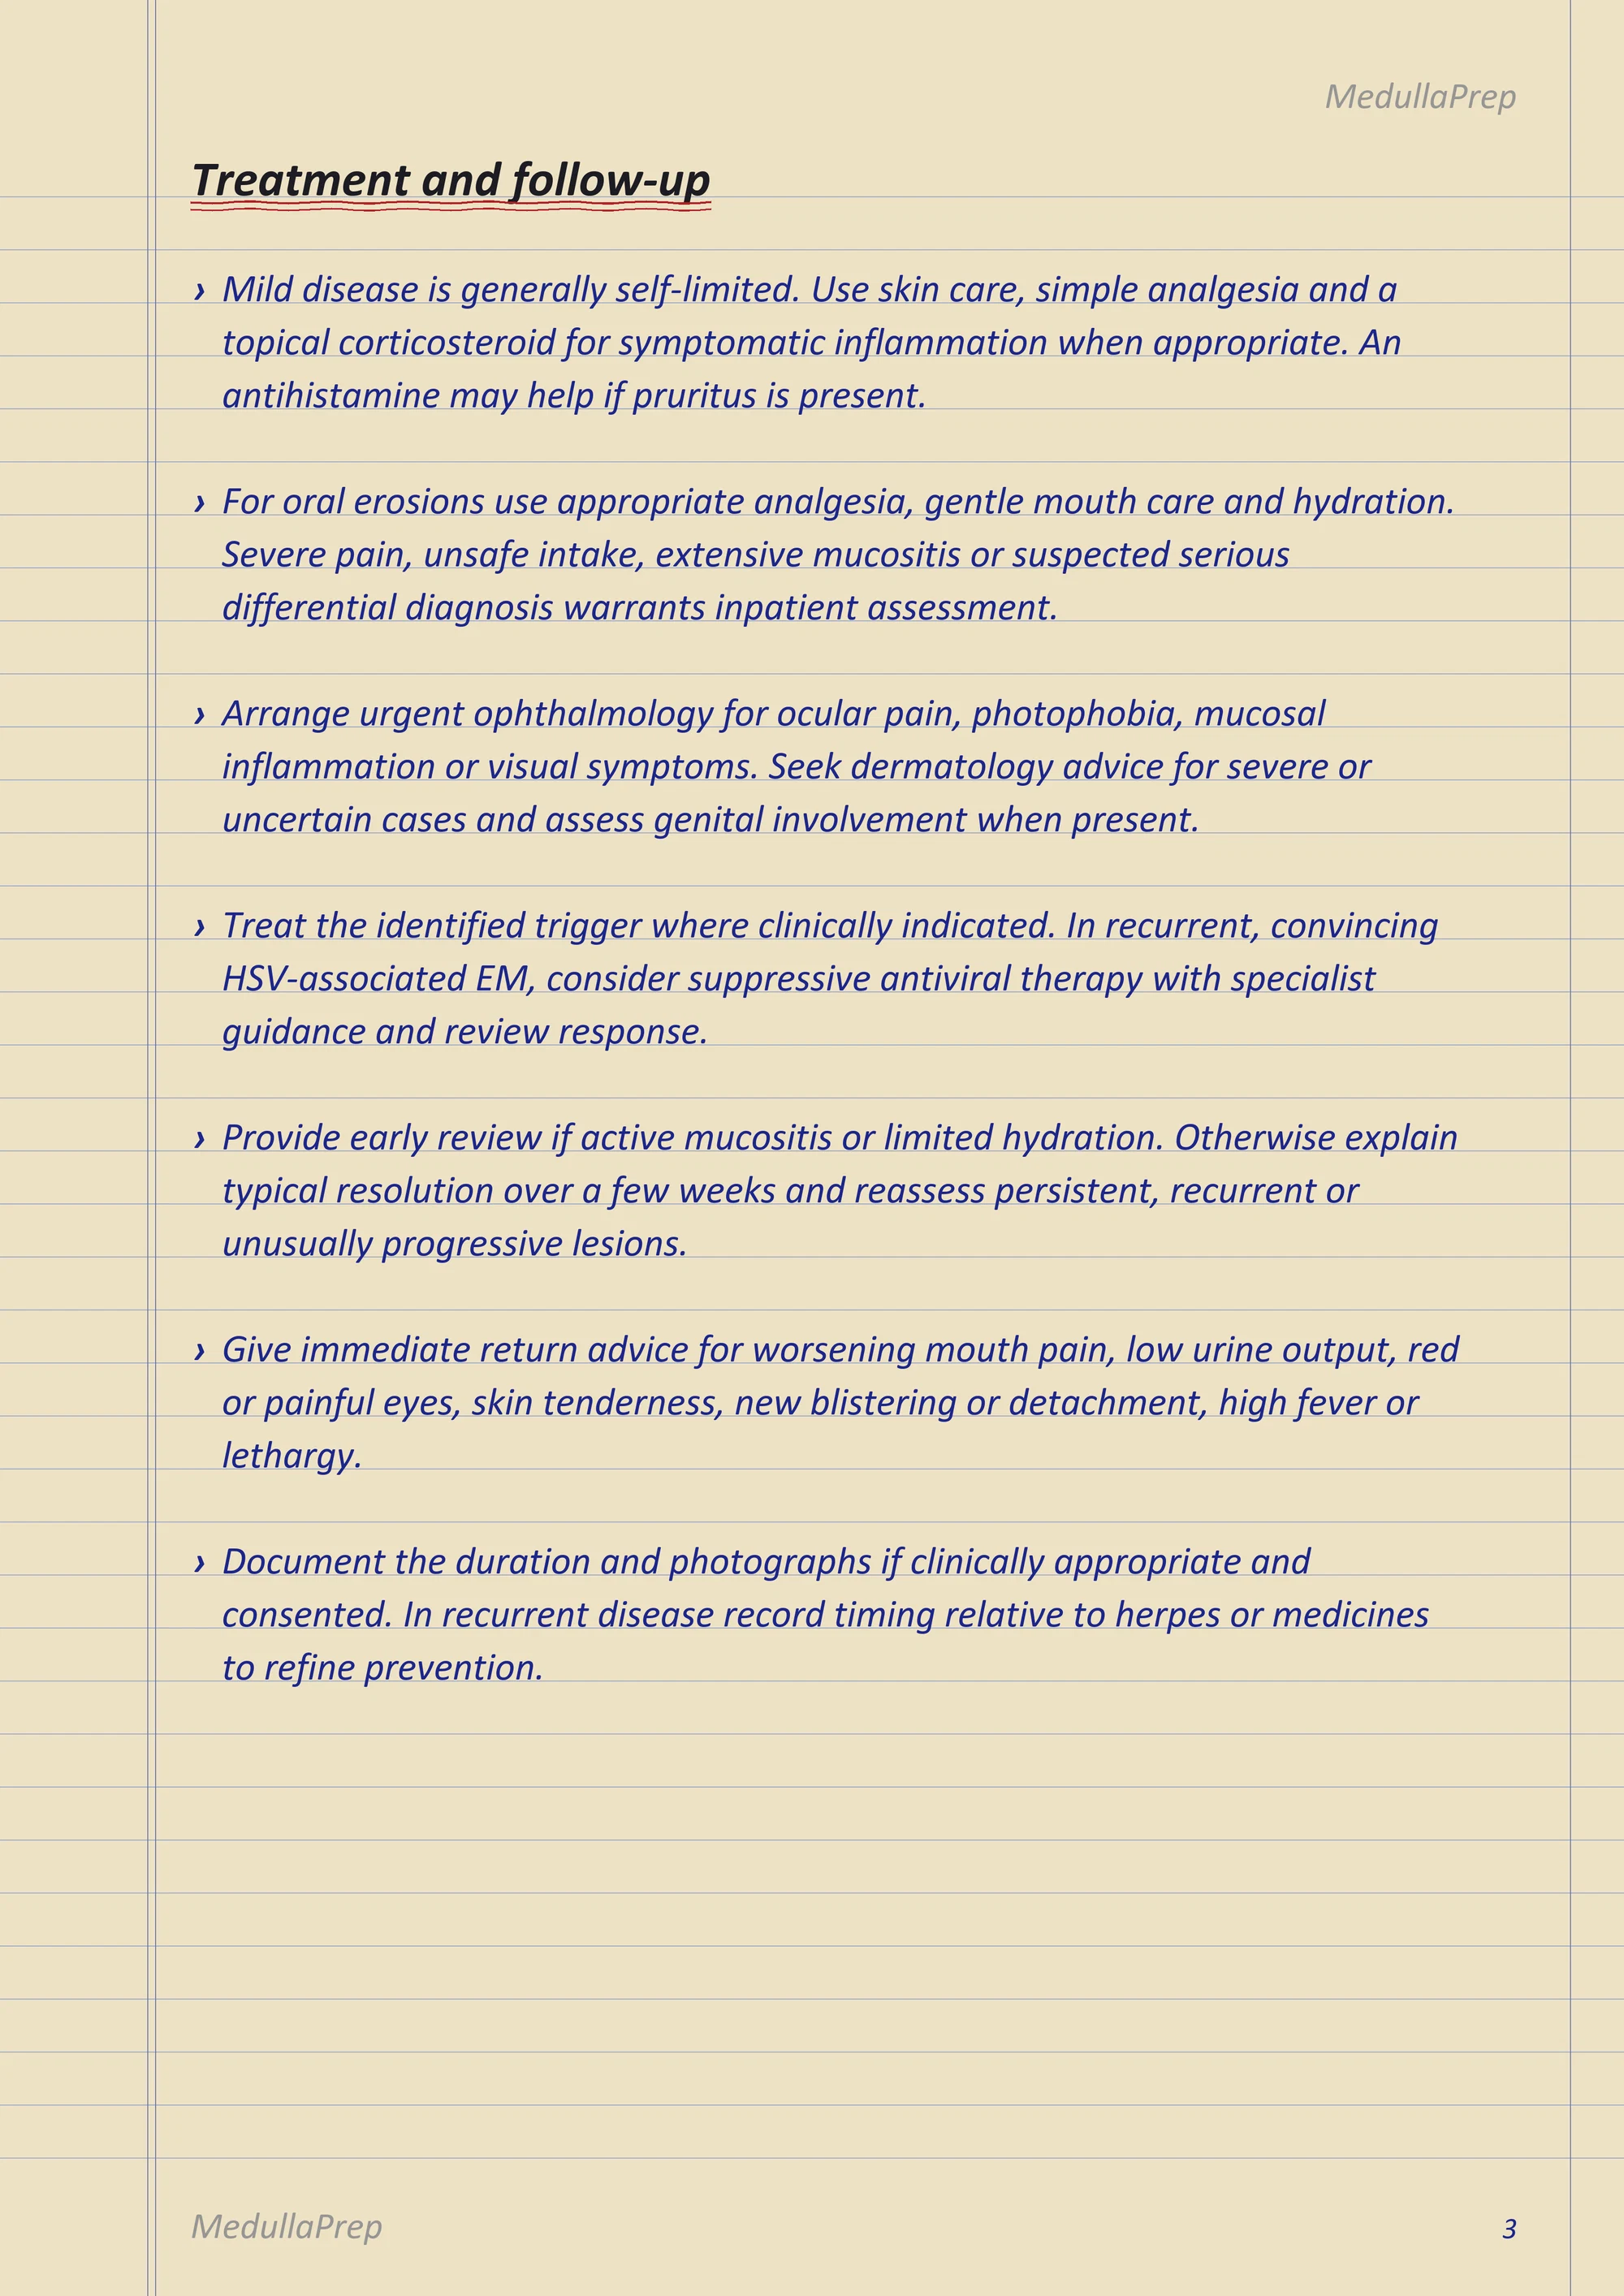 MedullaPrep
Treatment and follow-up
› Mild disease is generally self-limited. Use skin care, simple analgesia and a
topical corticosteroid for symptomatic inflammation when appropriate. An
antihistamine may help if pruritus is present.
› For oral erosions use appropriate analgesia, gentle mouth care and hydration.
Severe pain, unsafe intake, extensive mucositis or suspected serious
differential diagnosis warrants inpatient assessment.
› Arrange urgent ophthalmology for ocular pain, photophobia, mucosal
inflammation or visual symptoms. Seek dermatology advice for severe or
uncertain cases and assess genital involvement when present.
› Treat the identified trigger where clinically indicated. In recurrent, convincing
HSV-associated EM, consider suppressive antiviral therapy with specialist
guidance and review response.
› Provide early review if active mucositis or limited hydration. Otherwise explain
typical resolution over a few weeks and reassess persistent, recurrent or
unusually progressive lesions.
› Give immediate return advice for worsening mouth pain, low urine output, red
or painful eyes, skin tenderness, new blistering or detachment, high fever or
lethargy.
› Document the duration and photographs if clinically appropriate and
consented. In recurrent disease record timing relative to herpes or medicines
to refine prevention.
MedullaPrep
3